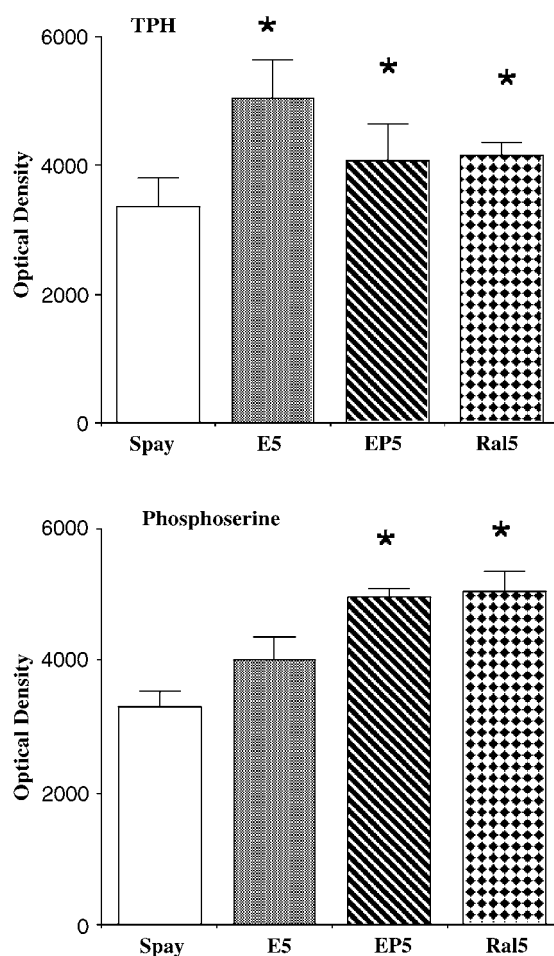 TPH
6000
4000
2000
0
Optical Density
* * *
Spay E5 EP5 Ral5
Phosphoserine
6000
4000
2000
0
Optical Density
* *
Spay E5 EP5 Ral5